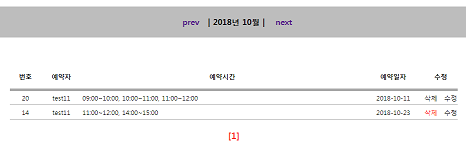 prev | 2018년 10월 | next
번호 예약자 예약시간 예약일자 수정
20 test11 09:00~10:00, 10:00~11:00, 11:00~12:00 2018-10-11 삭제 수정
14 test11 11:00~12:00, 14:00~15:00 2018-10-23 삭제 수정
[1]